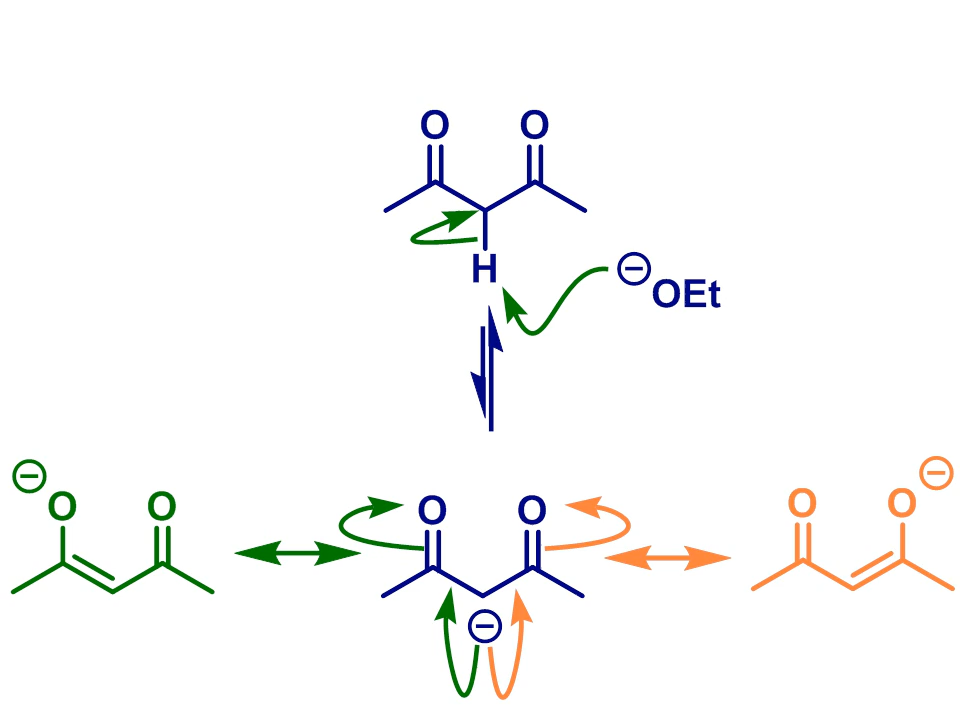 O O
H
⊖
OEt
⊖ ⊖
O O O O O O
⊖